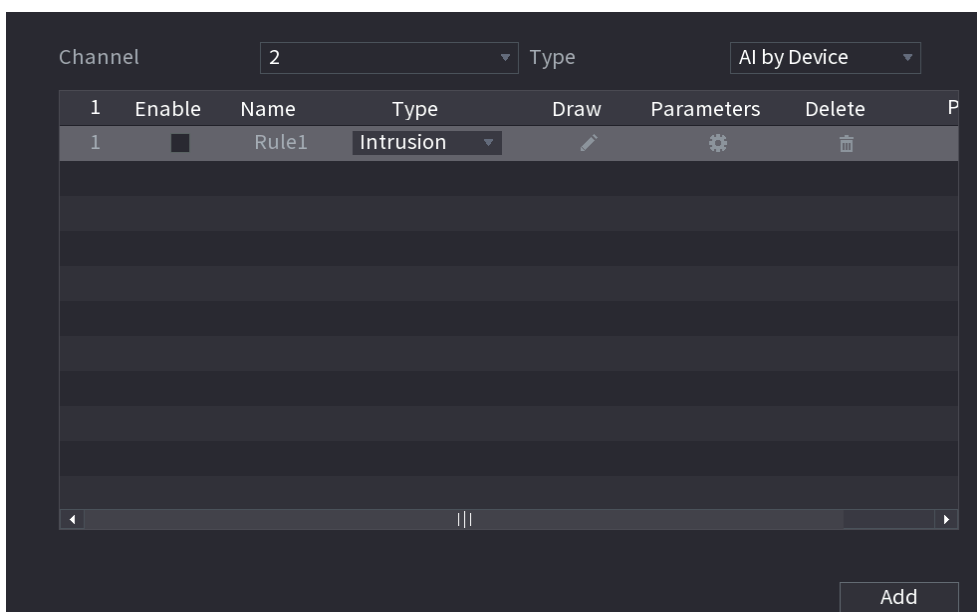 Channel 2 Type AI by Device
1 Enable Name Type Draw Parameters Delete P
1 Rule1 Intrusion
Add